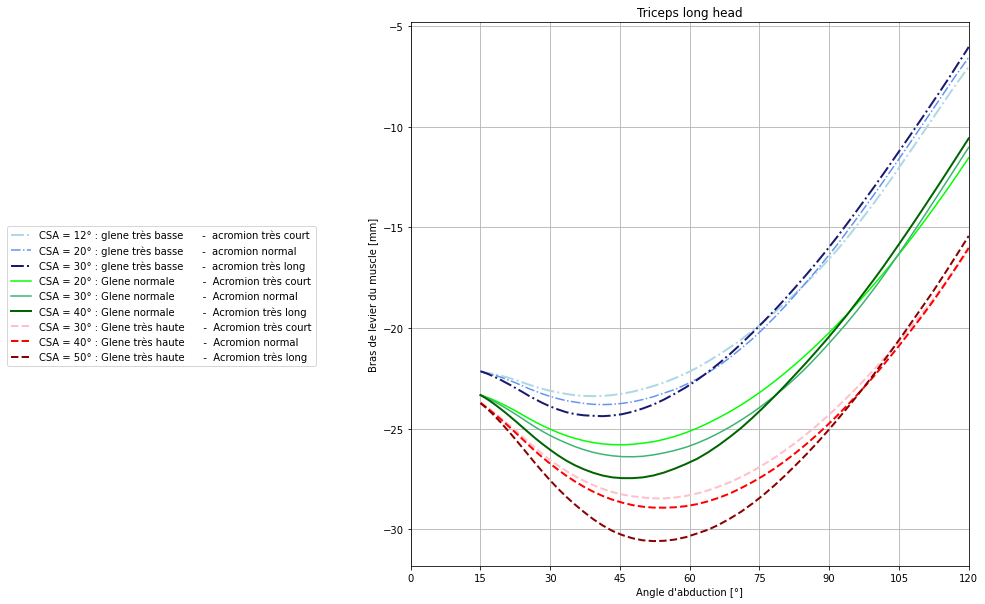 Triceps long head
−5
−10
−15
−20
−25
−30
Bras de levier du muscle [mm]
0 15 30 45 60 75 90 105 120
Angle d'abduction [°]
CSA = 12° : glene très basse - acromion très court
CSA = 20° : glene très basse - acromion normal
CSA = 30° : glene très basse - acromion très long
CSA = 20° : Glene normale - Acromion très court
CSA = 30° : Glene normale - Acromion normal
CSA = 40° : Glene normale - Acromion très long
CSA = 30° : Glene très haute - Acromion très court
CSA = 40° : Glene très haute - Acromion normal
CSA = 50° : Glene très haute - Acromion très long